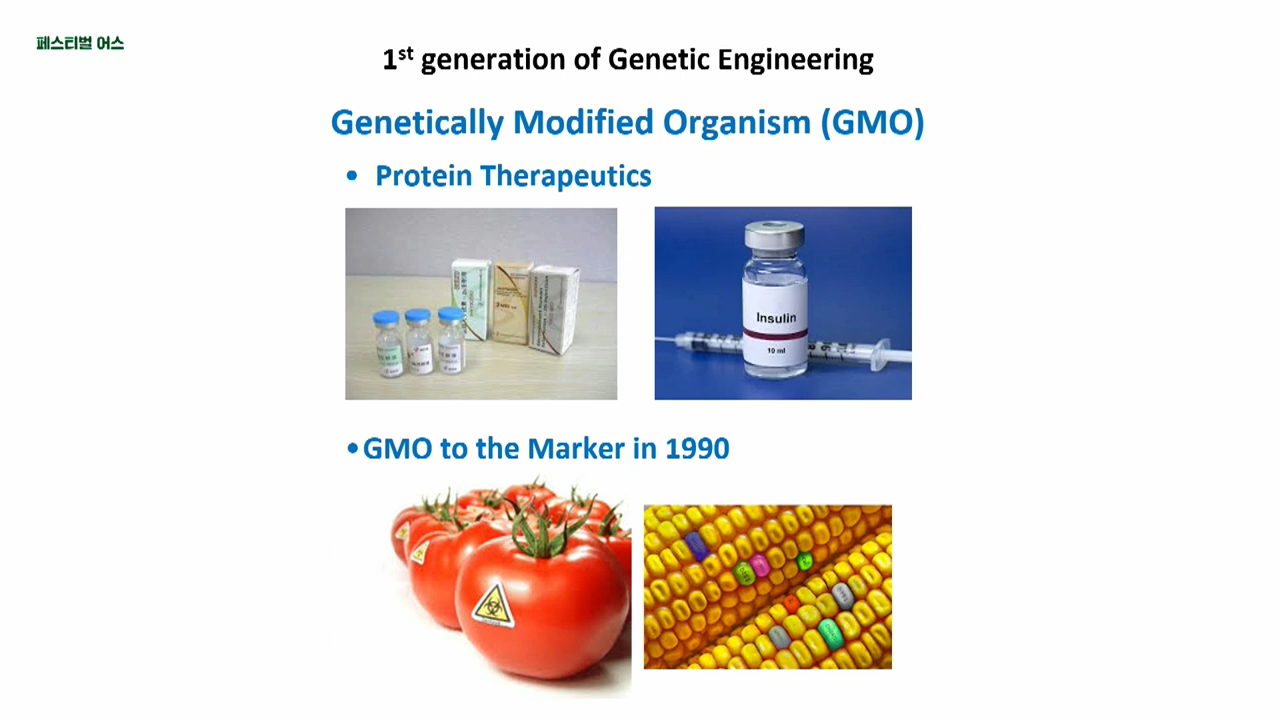 페스티벌 어스
1st generation of Genetic Engineering
Genetically Modified Organism (GMO)
• Protein Therapeutics
Insulin
10 ml
•GMO to the Marker in 1990